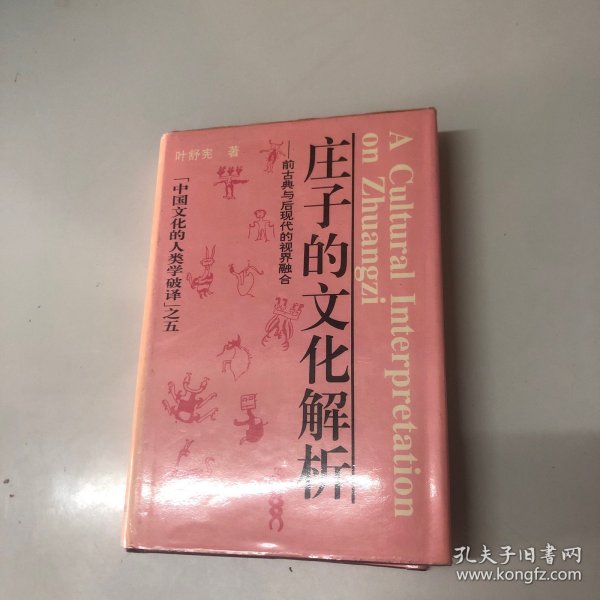 A Cultural Interpretation
on Zhuangzi
庄子的文化解析
——前古典与后现代的视界融合
叶舒宪 著
「中国文化的人类学破译」之五
孔夫子旧书网
www.kongfz.com